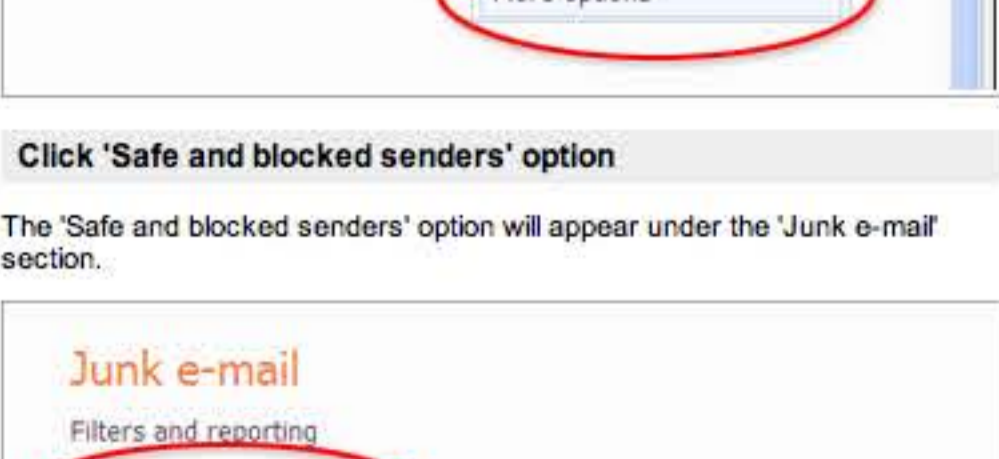 Click 'Safe and blocked senders' option
The 'Safe and blocked senders' option will appear under the 'Junk e-mail'
section.
Junk e-mail
Filters and reporting